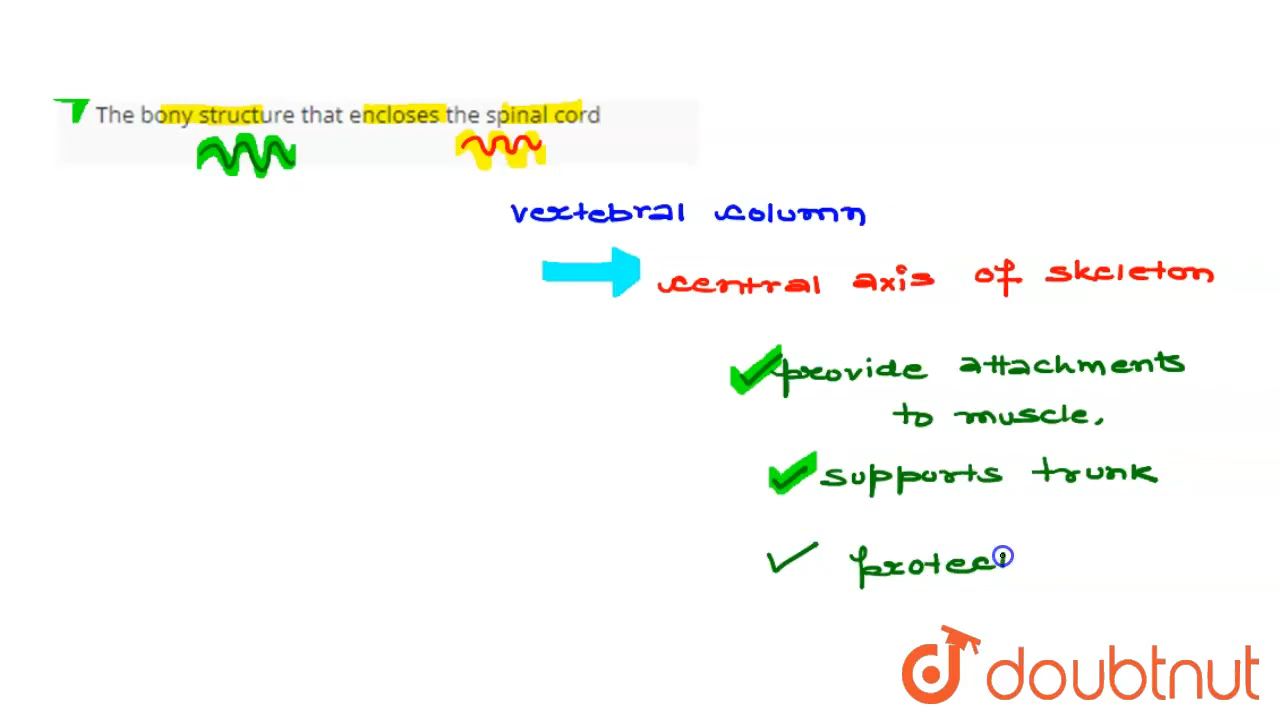 The bony structure that encloses the spinal cord
vertebral column
central axis of skeleton
provide attachments
to muscle.
supports trunk
protect
doubtnut